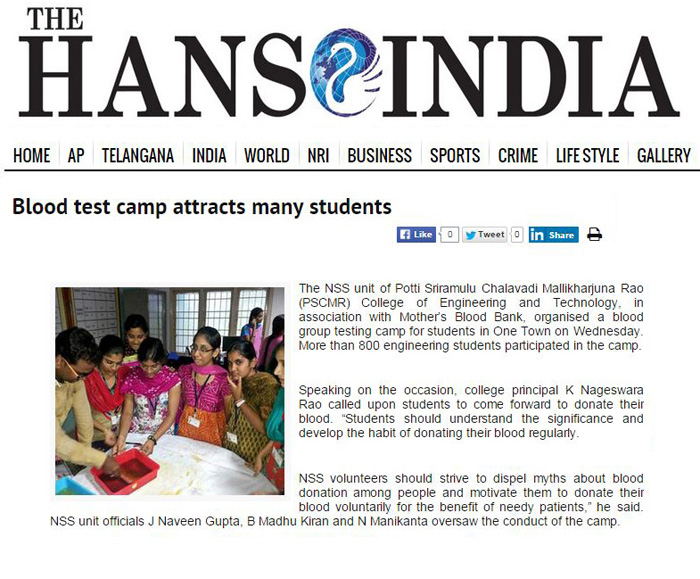 THE
HANS INDIA
HOME AP TELANGANA INDIA WORLD NRI BUSINESS SPORTS CRIME LIFE STYLE GALLERY
Blood test camp attracts many students
Like 0 Tweet 0 in Share
The NSS unit of Potti Sriramulu Chalavadi Mallikharjuna Rao
(PSCMR) College of Engineering and Technology, in
association with Mother's Blood Bank, organised a blood
group testing camp for students in One Town on Wednesday.
More than 800 engineering students participated in the camp.
Speaking on the occasion, college principal K Nageswara
Rao called upon students to come forward to donate their
blood. “Students should understand the significance and
develop the habit of donating their blood regularly.
NSS volunteers should strive to dispel myths about blood
donation among people and motivate them to donate their
blood voluntarily for the benefit of needy patients,” he said.
NSS unit officials J Naveen Gupta, B Madhu Kiran and N Manikanta oversaw the conduct of the camp.